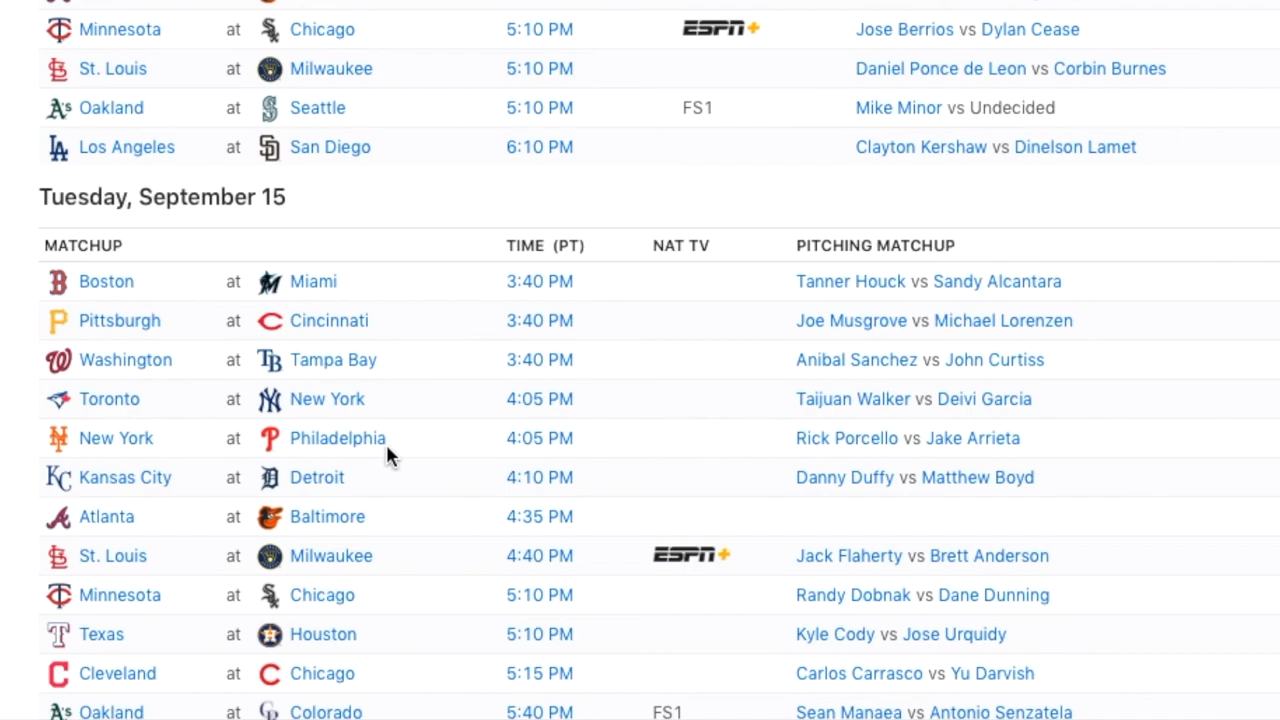 Minnesota at Chicago 5:10 PM ESPN+ Jose Berrios vs Dylan Cease
St. Louis at Milwaukee 5:10 PM Daniel Ponce de Leon vs Corbin Burnes
Oakland at Seattle 5:10 PM FS1 Mike Minor vs Undecided
Los Angeles at San Diego 6:10 PM Clayton Kershaw vs Dinelson Lamet
Tuesday, September 15
MATCHUP TIME (PT) NAT TV PITCHING MATCHUP
Boston at Miami 3:40 PM Tanner Houck vs Sandy Alcantara
Pittsburgh at Cincinnati 3:40 PM Joe Musgrove vs Michael Lorenzen
Washington at Tampa Bay 3:40 PM Anibal Sanchez vs John Curtiss
Toronto at New York 4:05 PM Taijuan Walker vs Deivi Garcia
New York at Philadelphia 4:05 PM Rick Porcello vs Jake Arrieta
Kansas City at Detroit 4:10 PM Danny Duffy vs Matthew Boyd
Atlanta at Baltimore 4:35 PM
St. Louis at Milwaukee 4:40 PM ESPN+ Jack Flaherty vs Brett Anderson
Minnesota at Chicago 5:10 PM Randy Dobnak vs Dane Dunning
Texas at Houston 5:10 PM Kyle Cody vs Jose Urquidy
Cleveland at Chicago 5:15 PM Carlos Carrasco vs Yu Darvish
Oakland at Colorado 5:40 PM FS1 Sean Manaea vs Antonio Senzatela